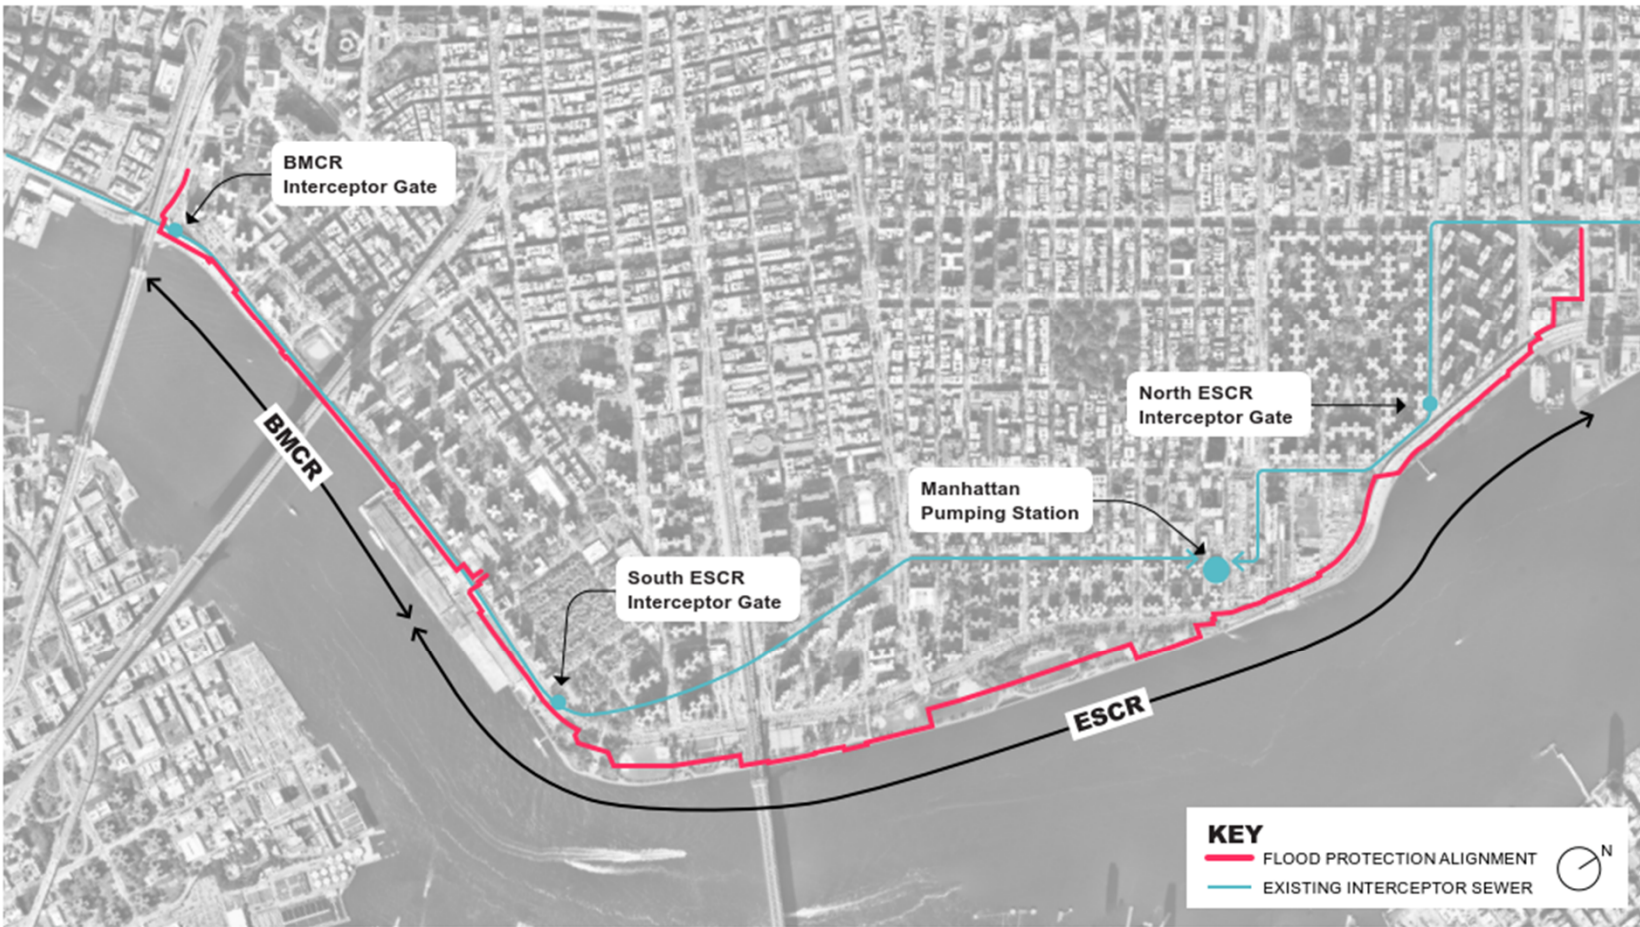 BMCR
Interceptor Gate
North ESCR
Interceptor Gate
BMCR
Manhattan
Pumping Station
South ESCR
Interceptor Gate
ESCR
KEY
FLOOD PROTECTION ALIGNMENT
EXISTING INTERCEPTOR SEWER
N